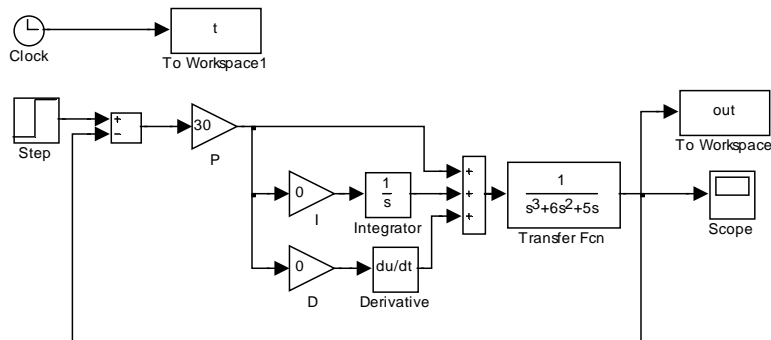 t
Clock
To Workspace1
Step
+
−
30
P
0
I
1
s
Integrator
0
D
du/dt
Derivative
+
+
+
1
s3+6s2+5s
Transfer Fcn
out
To Workspace
Scope